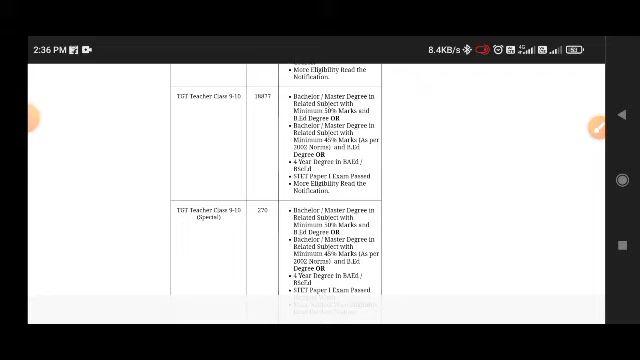 2:36 PM
8.4KB/s
4G
53
More Eligibility Read the
Notification.
TGT Teacher Class 9-10
18877
Bachelor / Master Degree in
Related Subject with
Minimum 50% Marks and
B.Ed Degree OR
Bachelor / Master Degree in
Related Subject with
Minimum 45% Marks (As per
2002 Norms) and B.Ed
Degree OR
4 Year Degree in BAEd /
BScEd
STET Paper I Exam Passed
More Eligibility Read the
Notification.
TGT Teacher Class 9-10
(Special)
270
Bachelor / Master Degree in
Related Subject with
Minimum 50% Marks and
B.Ed Degree OR
Bachelor / Master Degree in
Related Subject with
Minimum 45% Marks (As per
2002 Norms) and B.Ed
Degree OR
4 Year Degree in BAEd /
BScEd
STET Paper I Exam Passed